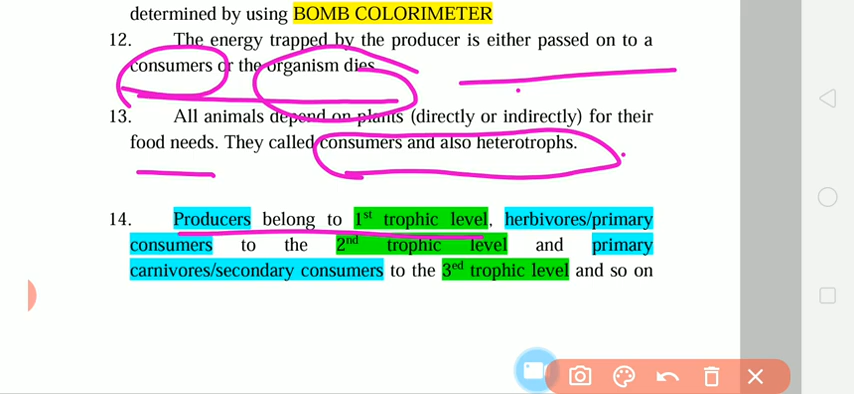 determined by using BOMB COLORIMETER
12. The energy trapped by the producer is either passed on to a
consumers or the organism dies
13. All animals depend on plants (directly or indirectly) for their
food needs. They called consumers and also heterotrophs.
14. Producers belong to 1st trophic level, herbivores/primary
consumers to the 2nd trophic level and primary
carnivores/secondary consumers to the 3ed trophic level and so on